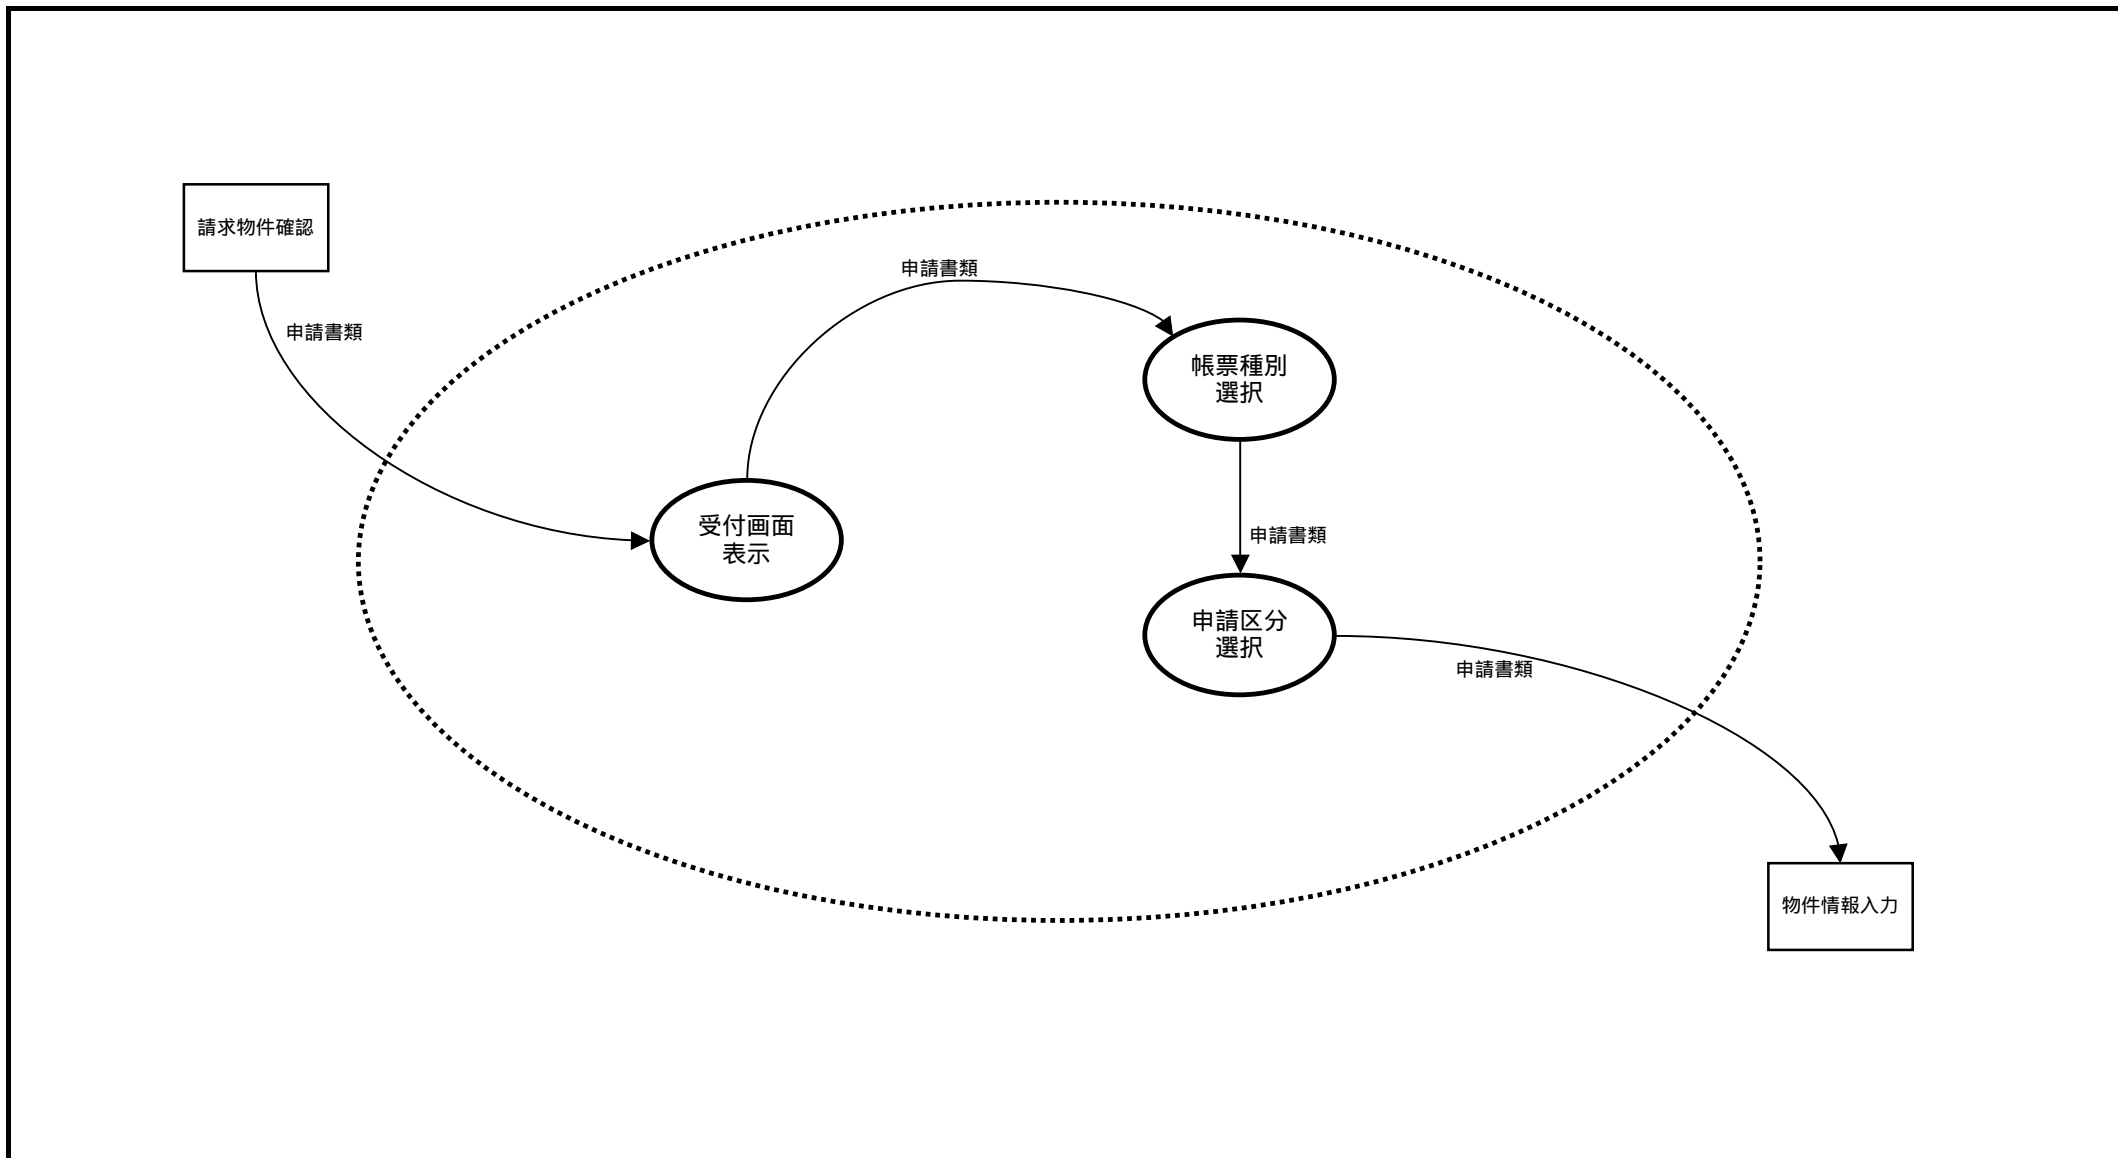 請求物件確認
申請書類
申請書類
帳票種別
選択
受付画面
表示
申請書類
申請区分
選択
申請書類
物件情報入力